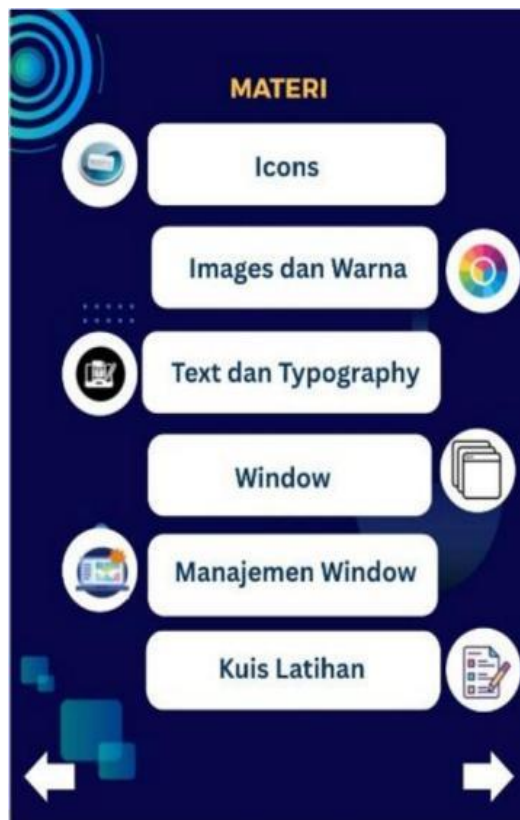 MATERI
Icons
Images dan Warna
Text dan Typography
Window
Manajemen Window
Kuis Latihan